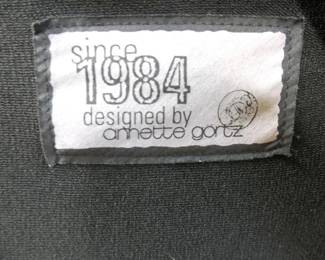 since
1984
designed by
annette görtz